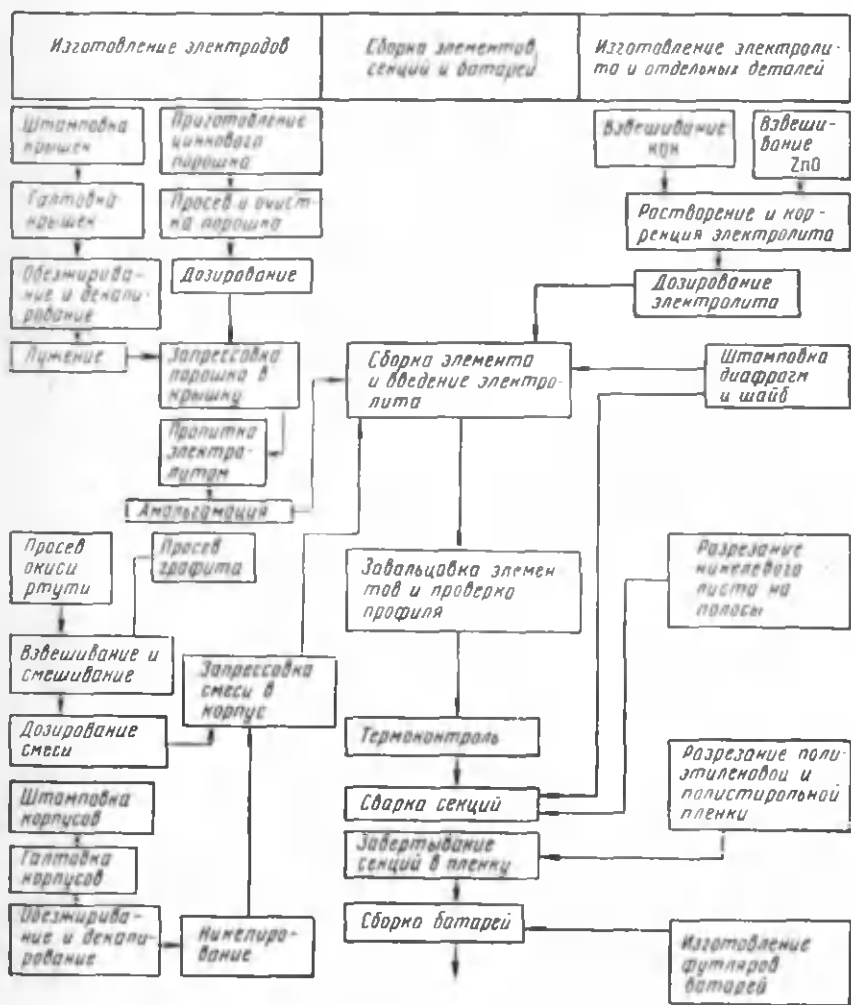 Изготовление электродов
Сборка элементов,
секций и батарей
Изготовление электроли-
та и отдельных деталей
Штамповка
крышек
Галтовка
крышек
Обезжирива-
ние и декапи-
рование
Лужение
Приготовление
цинкового
порошка
Просев и очист-
ка порошка
Дозирование
Запрессовка
порошка в
крышку
Пропитка
электро-
литом
Амальгамация
Просев
окиси
ртути
Просев
графита
Взвешивание и
смешивание
Дозирование
смеси
Запрессовка
смеси в
корпус
Штамповка
корпусов
Галтовка
корпусов
Обезжирива-
ние и декапи-
рование
Никелиро-
вание
Сборка элемента
и введение электро-
лита
Завальцовка элемен-
тов и проверка
профиля
Термоконтроль
Сварка секций
Завертывание
секций в пленку
Сборка батарей
Взвешивание
КОН
Взвеши-
вание
ZnO
Растворение и кор-
рекция электролита
Дозирование
электролита
Штамповка
диафрагм
и шайб
Разрезание
никелевого
листа на
полосы
Разрезание поли-
этиленовой и
полистирольной
пленки
Изготовление
футляров
батарей